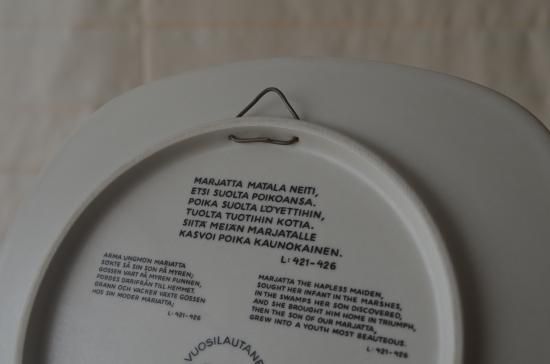 MARJATTA MATALA NEITI,
ETSI SUOLTA POIKOANSA.
POIKA SUOLTA LÖYETTIHIN,
TUOLTA TUOTIHIN KOTIA.
SIITÄ MEIÄN MARJATALLE
KASVOI POIKA KAUNOKAINEN.
L: 421-426
ARMA UNGMÖN MARJATTA
SÖKTE SÅ SIN SON PÅ MYREN;
GOSSEN VART PÅ MYREN FUNNEN,
FÖRDES DÄRIFRÅN TILL HEMMET.
GRANN OCH VACKER VÄXTE GOSSEN
HOS SIN MODER MARJATTA;
L: 421-426
MARJATTA THE HAPLESS MAIDEN,
SOUGHT HER INFANT IN THE MARSHES,
IN THE SWAMPS HER SON DISCOVERED,
AND SHE BROUGHT HIM HOME IN TRIUMPH,
THEN THE SON OF OUR MARJATTA,
GREW INTO A YOUTH MOST BEAUTEOUS.
L: 421-426
VUOSILAUTANE